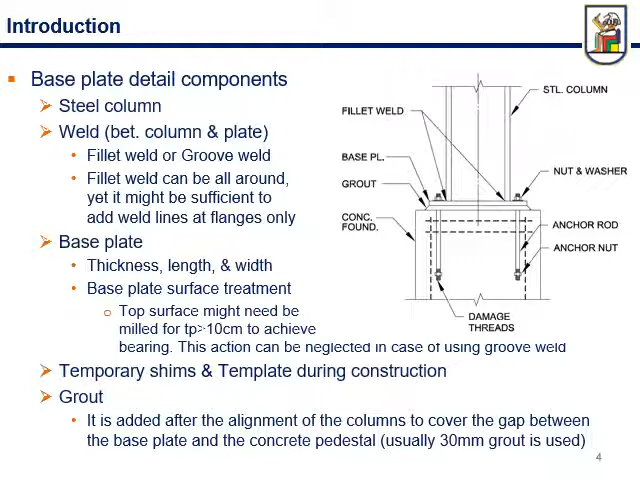 Introduction
Base plate detail components
Steel column
Weld (bet. column & plate)
Fillet weld or Groove weld
Fillet weld can be all around,
yet it might be sufficient to
add weld lines at flanges only
Base plate
Thickness, length, & width
Base plate surface treatment
Top surface might need be
milled for tp>10cm to achieve
bearing. This action can be neglected in case of using groove weld
Temporary shims & Template during construction
Grout
It is added after the alignment of the columns to cover the gap between
the base plate and the concrete pedestal (usually 30mm grout is used)
STL. COLUMN
FILLET WELD
BASE PL.
NUT & WASHER
GROUT
CONC.
FOUND.
ANCHOR ROD
ANCHOR NUT
DAMAGE
THREADS
4